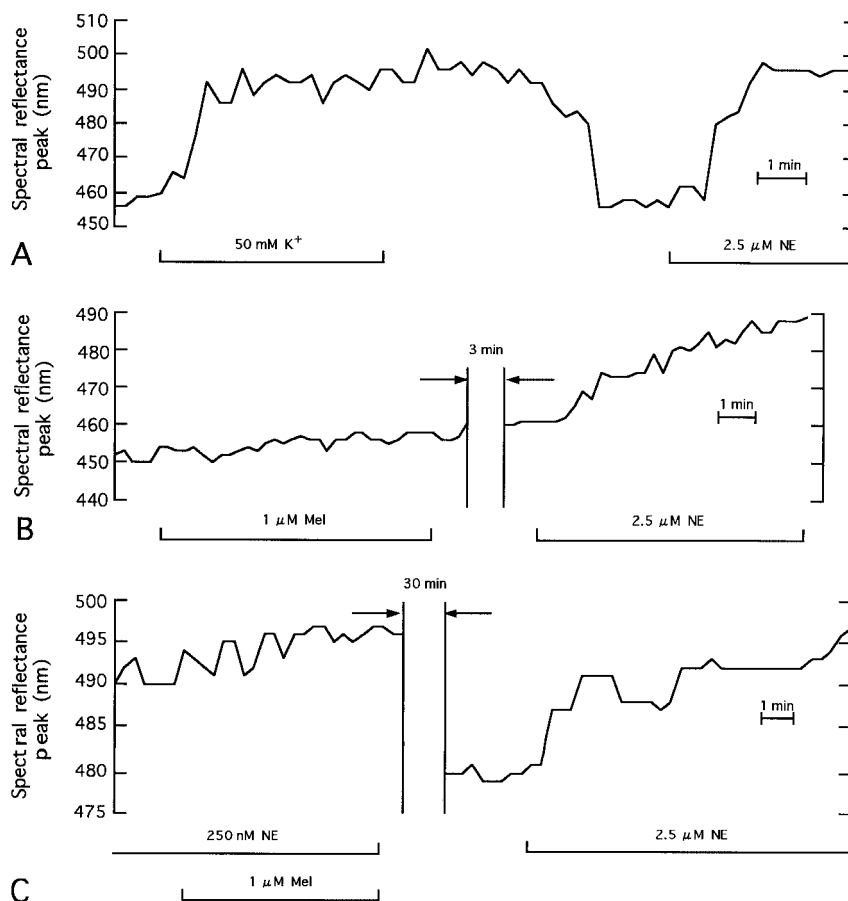 510
500
490
480
470
460
450
Spectral reflectance
peak (nm)
1 min
A
50 mM K+
2.5 μM NE
490
480
470
460
450
440
Spectral reflectance
peak (nm)
3 min
1 min
B
1 μM Mel
2.5 μM NE
500
495
490
485
480
475
Spectral reflectance
peak (nm)
30 min
1 min
250 nM NE
2.5 μM NE
1 μM Mel
C